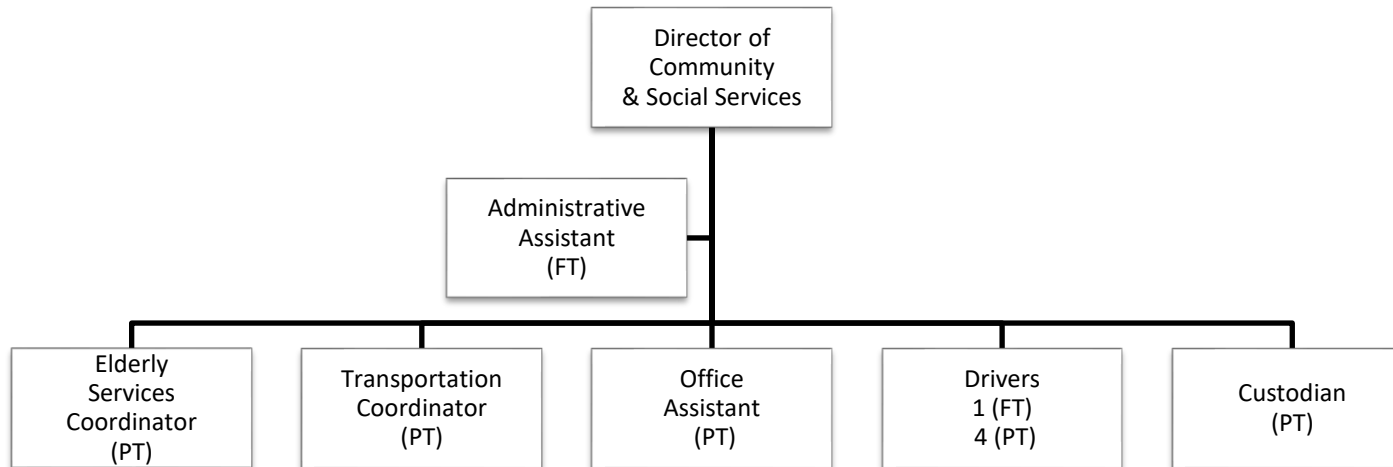 Director of
Community
& Social Services
Administrative
Assistant
(FT)
Elderly
Services
Coordinator
(PT)
Transportation
Coordinator
(PT)
Office
Assistant
(PT)
Drivers
1 (FT)
4 (PT)
Custodian
(PT)